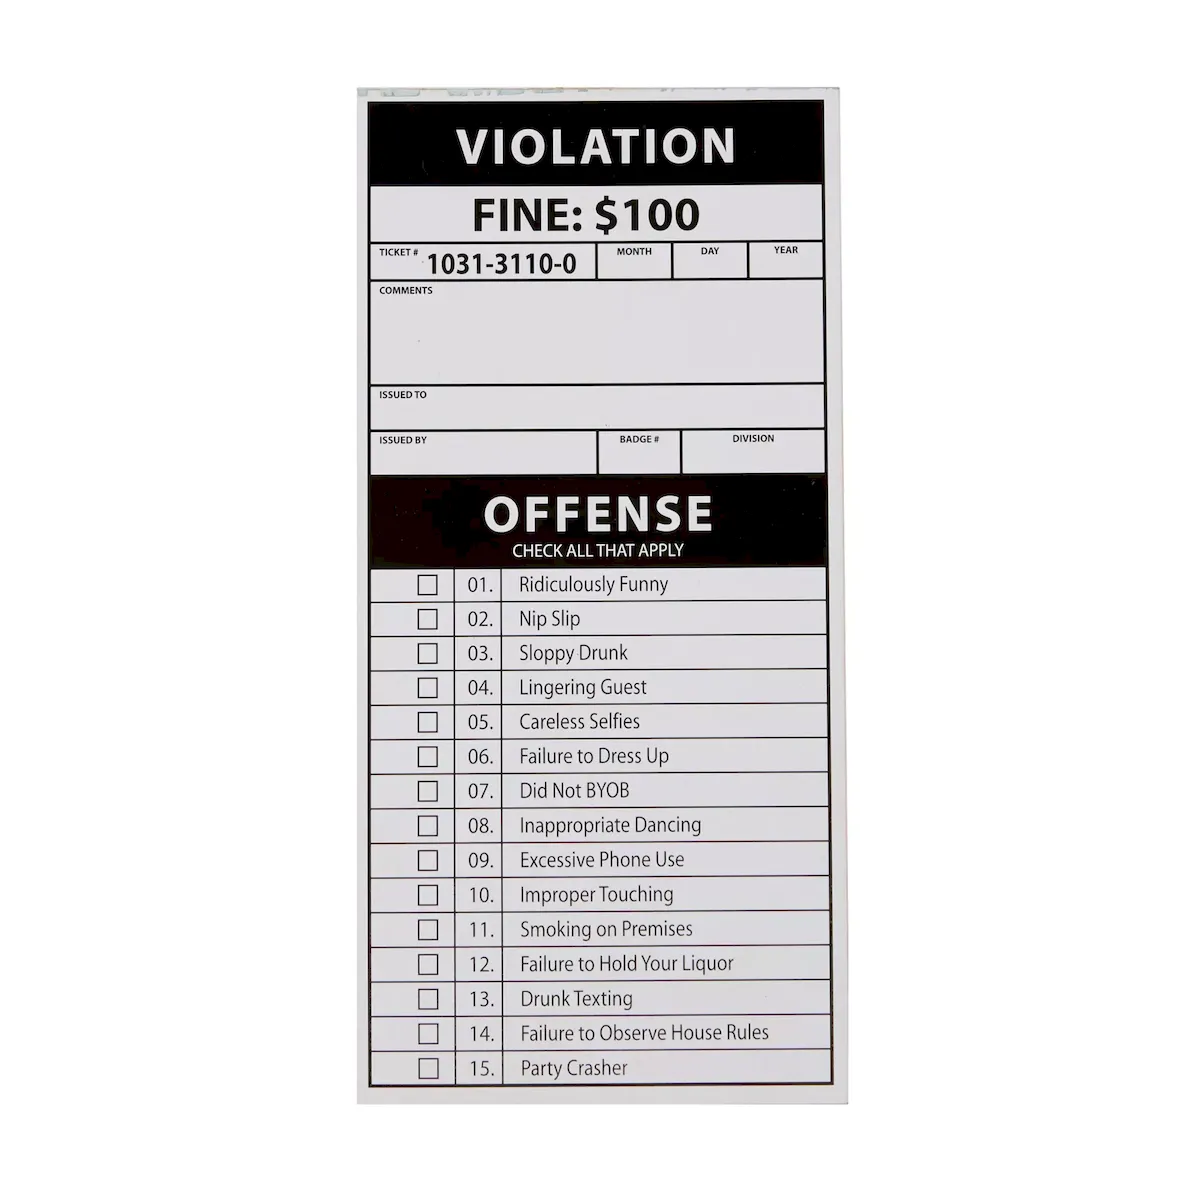 VIOLATION
FINE: $100
TICKET # 1031-3110-0 MONTH DAY YEAR
COMMENTS
ISSUED TO
ISSUED BY BADGE # DIVISION
OFFENSE
CHECK ALL THAT APPLY
01. Ridiculously Funny
02. Nip Slip
03. Sloppy Drunk
04. Lingering Guest
05. Careless Selfies
06. Failure to Dress Up
07. Did Not BYOB
08. Inappropriate Dancing
09. Excessive Phone Use
10. Improper Touching
11. Smoking on Premises
12. Failure to Hold Your Liquor
13. Drunk Texting
14. Failure to Observe House Rules
15. Party Crasher